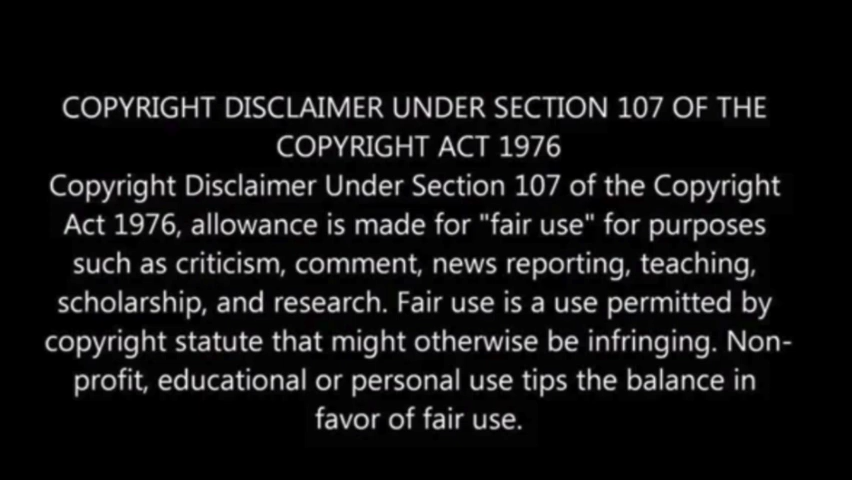 COPYRIGHT DISCLAIMER UNDER SECTION 107 OF THE
COPYRIGHT ACT 1976
Copyright Disclaimer Under Section 107 of the Copyright
Act 1976, allowance is made for "fair use" for purposes
such as criticism, comment, news reporting, teaching,
scholarship, and research. Fair use is a use permitted by
copyright statute that might otherwise be infringing. Non-
profit, educational or personal use tips the balance in
favor of fair use.